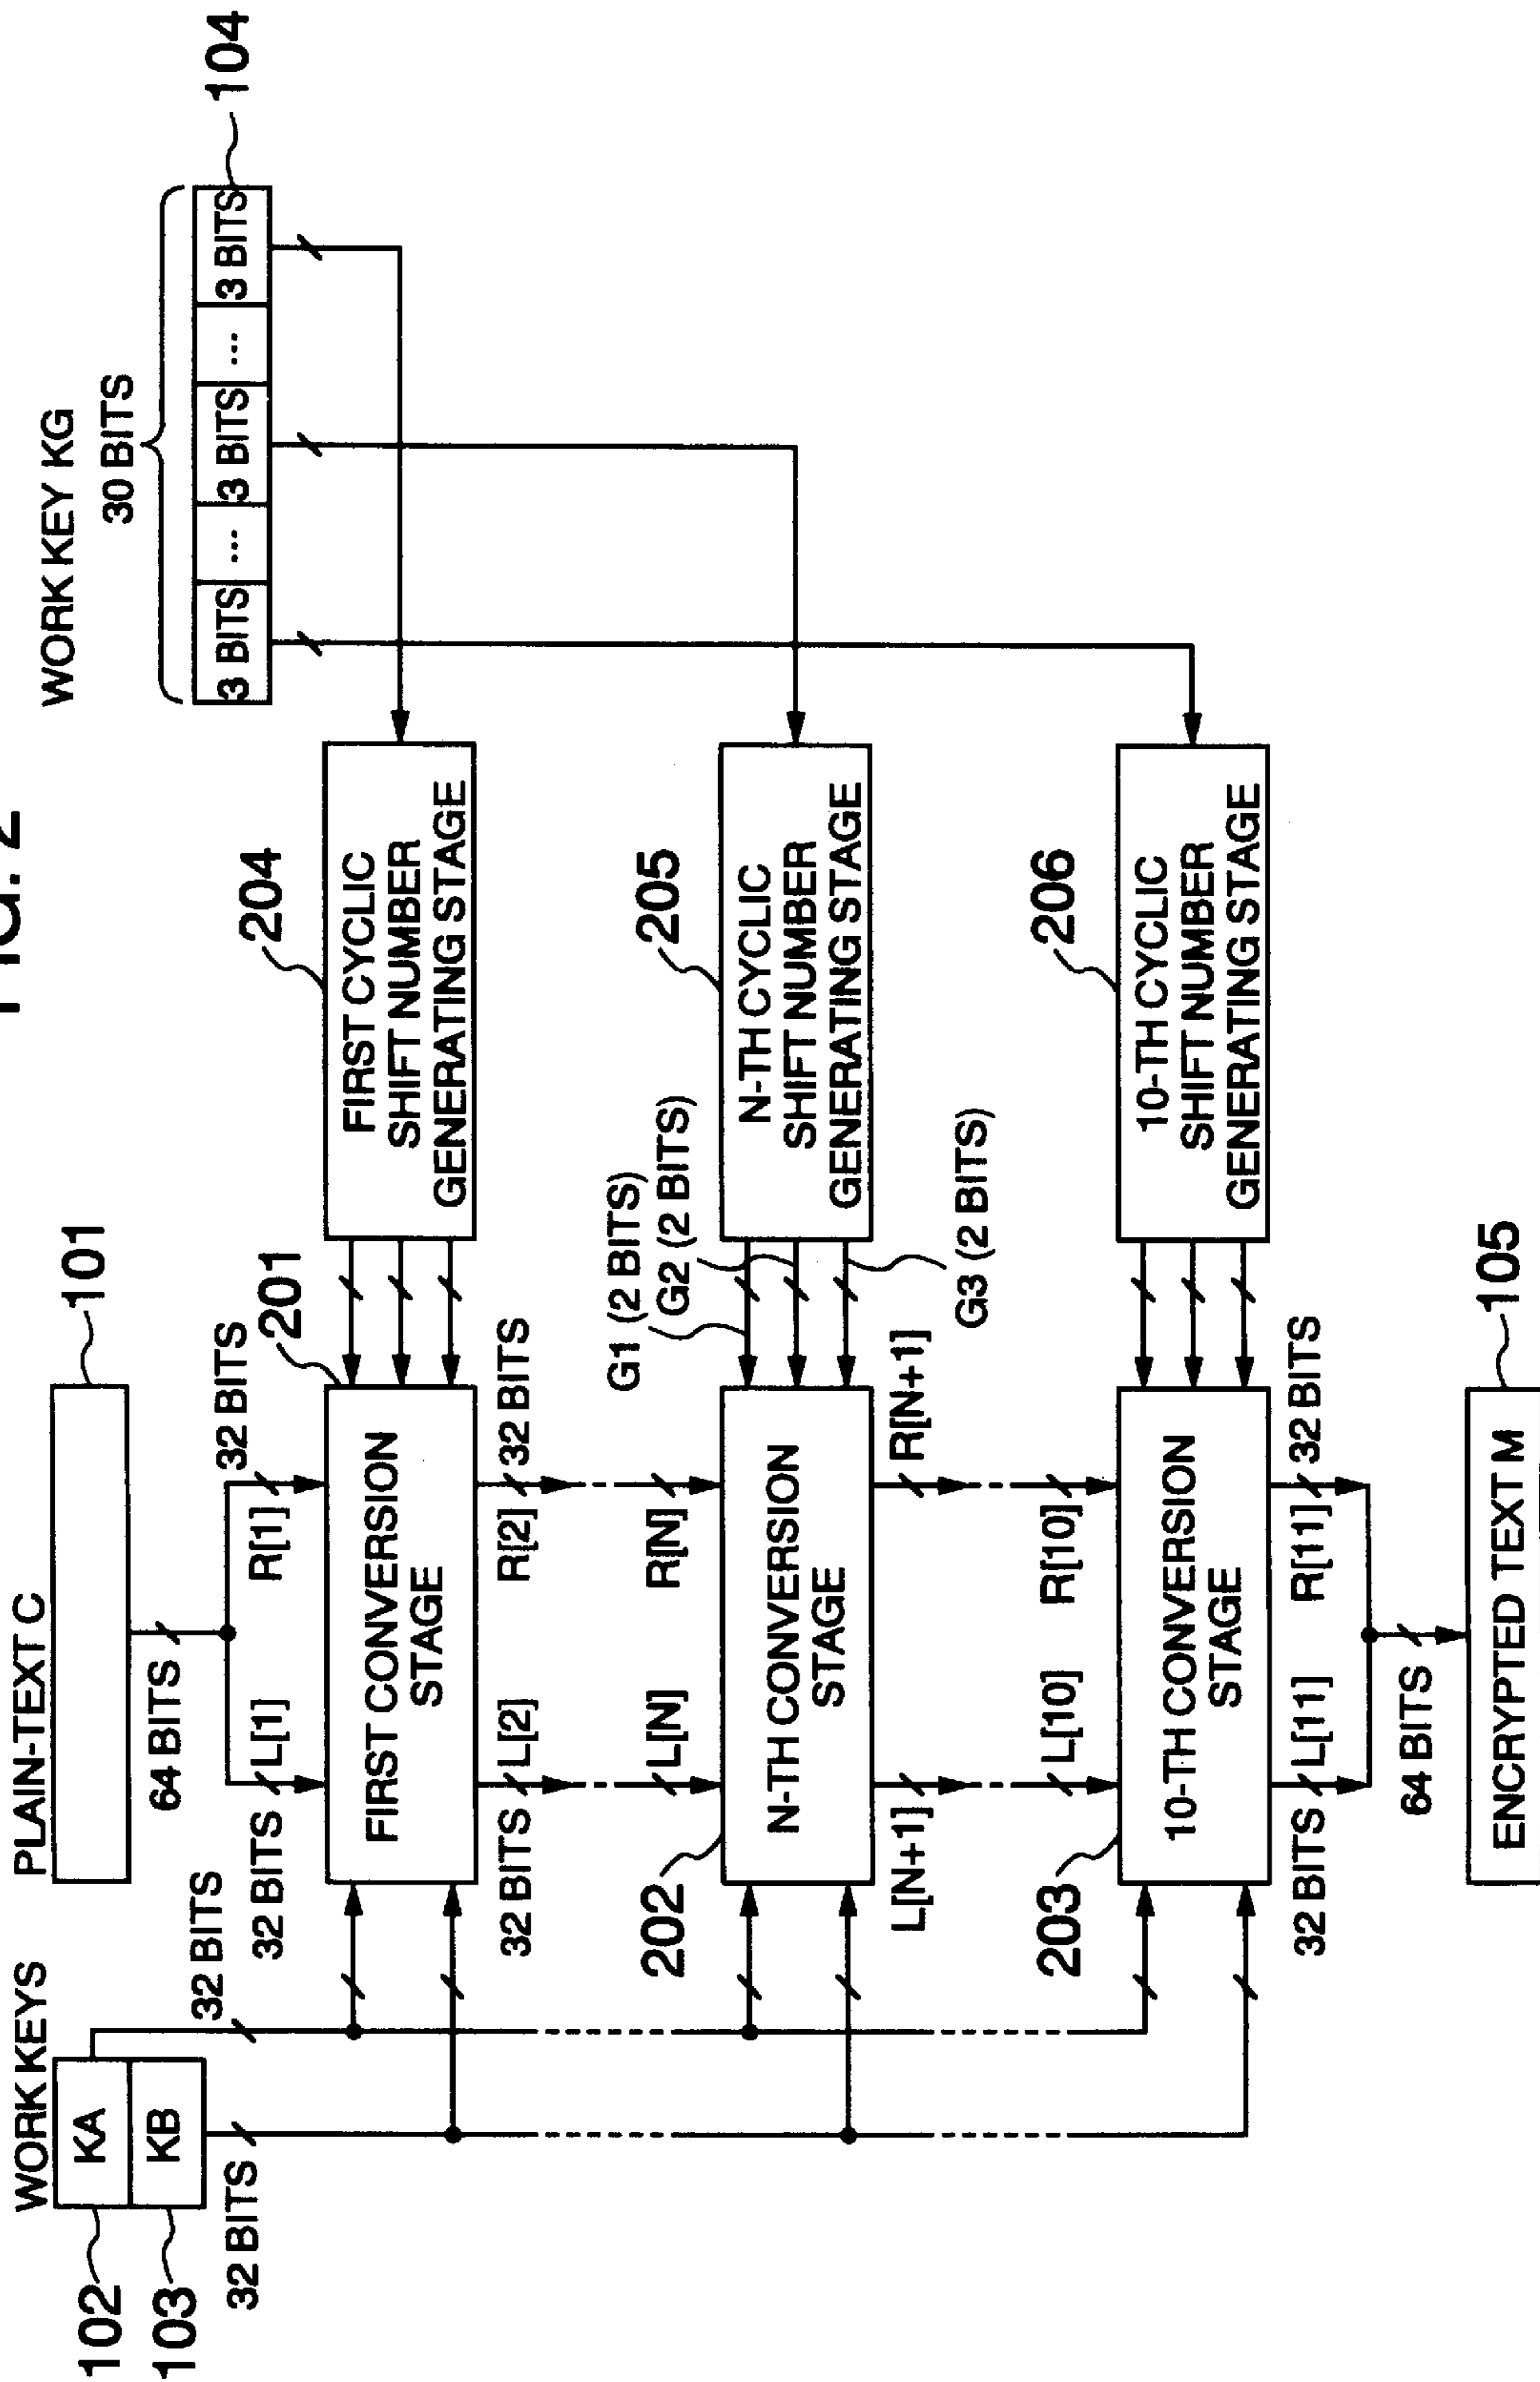 FIG. 2
WORK KEYS
KA
KB
102
103
32 BITS
32 BITS
PLAIN-TEXT C
101
64 BITS
32 BITS
L[1]
R[1]
32 BITS
201
FIRST CONVERSION
STAGE
32 BITS
L[2]
R[2]
32 BITS
L[N]
R[N]
202
N-TH CONVERSION
STAGE
L[N+1]
R[N+1]
L[10]
R[10]
203
10-TH CONVERSION
STAGE
32 BITS
L[11]
R[11]
32 BITS
64 BITS
ENCRYPTED TEXT M
105
WORK KEY KG
30 BITS
3 BITS
...
3 BITS
...
3 BITS
104
204
FIRST CYCLIC
SHIFT NUMBER
GENERATING STAGE
G1 (2 BITS)
G2 (2 BITS)
G3 (2 BITS)
205
N-TH CYCLIC
SHIFT NUMBER
GENERATING STAGE
206
10-TH CYCLIC
SHIFT NUMBER
GENERATING STAGE